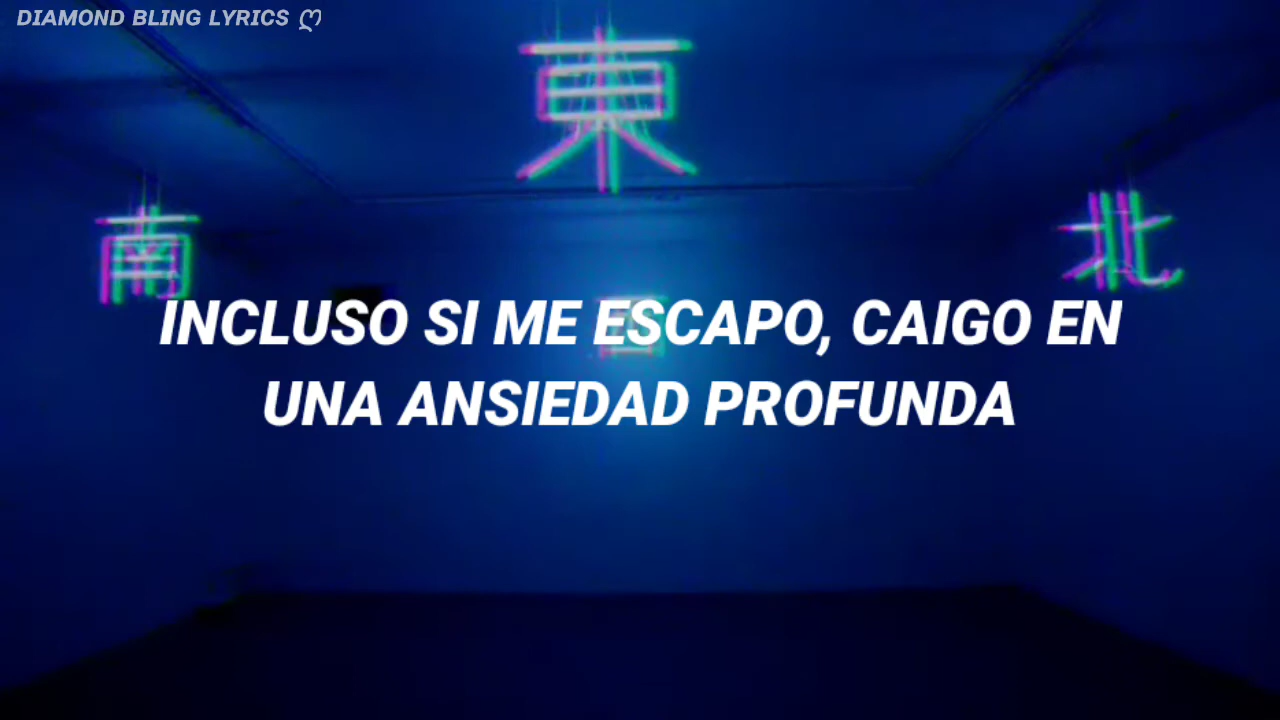 DIAMOND BLING LYRICS ღ
東
南
北
INCLUSO SI ME ESCAPO, CAIGO EN
UNA ANSIEDAD PROFUNDA